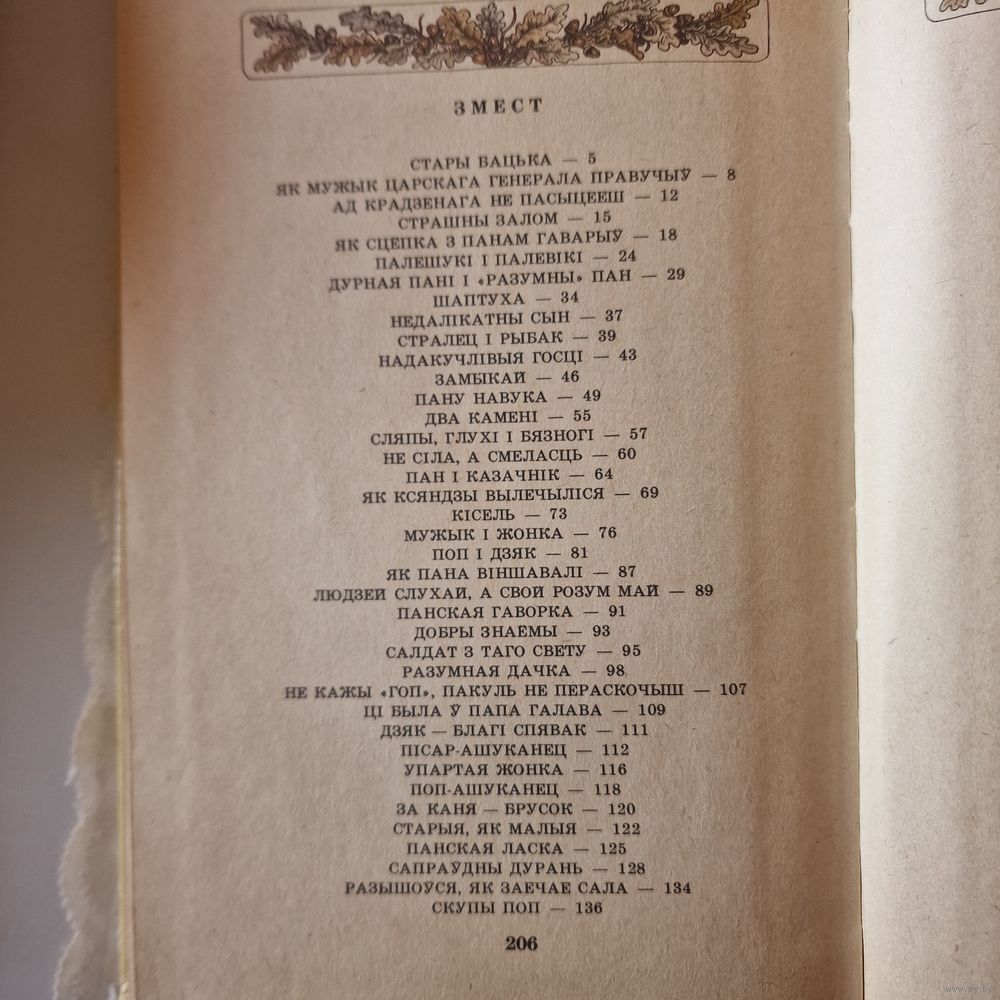 ЗМЕСТ
СТАРЫ БАЦЬКА — 5
ЯК МУЖЫК ЦАРСКАГА ГЕНЕРАЛА ПРАВУЧЫЎ — 8
АД КРАДЗЕНАГА НЕ ПАСЫЦЕЕШ — 12
СТРАШНЫ ЗАЛОМ — 15
ЯК СЦЕПКА З ПАНАМ ГАВАРЫЎ — 18
ПАЛЕШУКІ І ПАЛЕВІКІ — 24
ДУРНАЯ ПАНІ І «РАЗУМНЫ» ПАН — 29
ШАПТУХА — 34
НЕДАЛІКАТНЫ СЫН — 37
СТРАЛЕЦ І РЫБАК — 39
НАДАКУЧЛІВЫЯ ГОСЦІ — 43
ЗАМЫКАЙ — 46
ПАНУ НАВУКА — 49
ДВА КАМЕНІ — 55
СЛЯПЫ, ГЛУХІ І БЯЗНОГІ — 57
НЕ СІЛА, А СМЕЛАСЦЬ — 60
ПАН І КАЗАЧНІК — 64
ЯК КСЯНДЗЫ ВЫЛЕЧЫЛІСЯ — 69
КІСЕЛЬ — 73
МУЖЫК І ЖОНКА — 76
ПОП І ДЗЯК — 81
ЯК ПАНА ВІНШАВАЛІ — 87
ЛЮДЗЕЙ СЛУХАЙ, А СВОЙ РОЗУМ МАЙ — 89
ПАНСКАЯ ГАВОРКА — 91
ДОБРЫ ЗНАЁМЫ — 93
САЛДАТ З ТАГО СВЕТУ — 95
РАЗУМНАЯ ДАЧКА — 98
НЕ КАЖЫ «ГОП», ПАКУЛЬ НЕ ПЕРАСКОЧЫШ — 107
ЦІ БЫЛА Ў ПАПА ГАЛАВА — 109
ДЗЯК — БЛАГІ СПЯВАК — 111
ПІСАР-АШУКАНЕЦ — 112
УПАРТАЯ ЖОНКА — 116
ПОП-АШУКАНЕЦ — 118
ЗА КАНЯ — БРУСОК — 120
СТАРЫЯ, ЯК МАЛЫЯ — 122
ПАНСКАЯ ЛАСКА — 125
САПРАЎДНЫ ДУРАНЬ — 128
РАЗЫШОЎСЯ, ЯК ЗАЕЧАЕ САЛА — 134
СКУПЫ ПОП — 136
206
www.ay.by